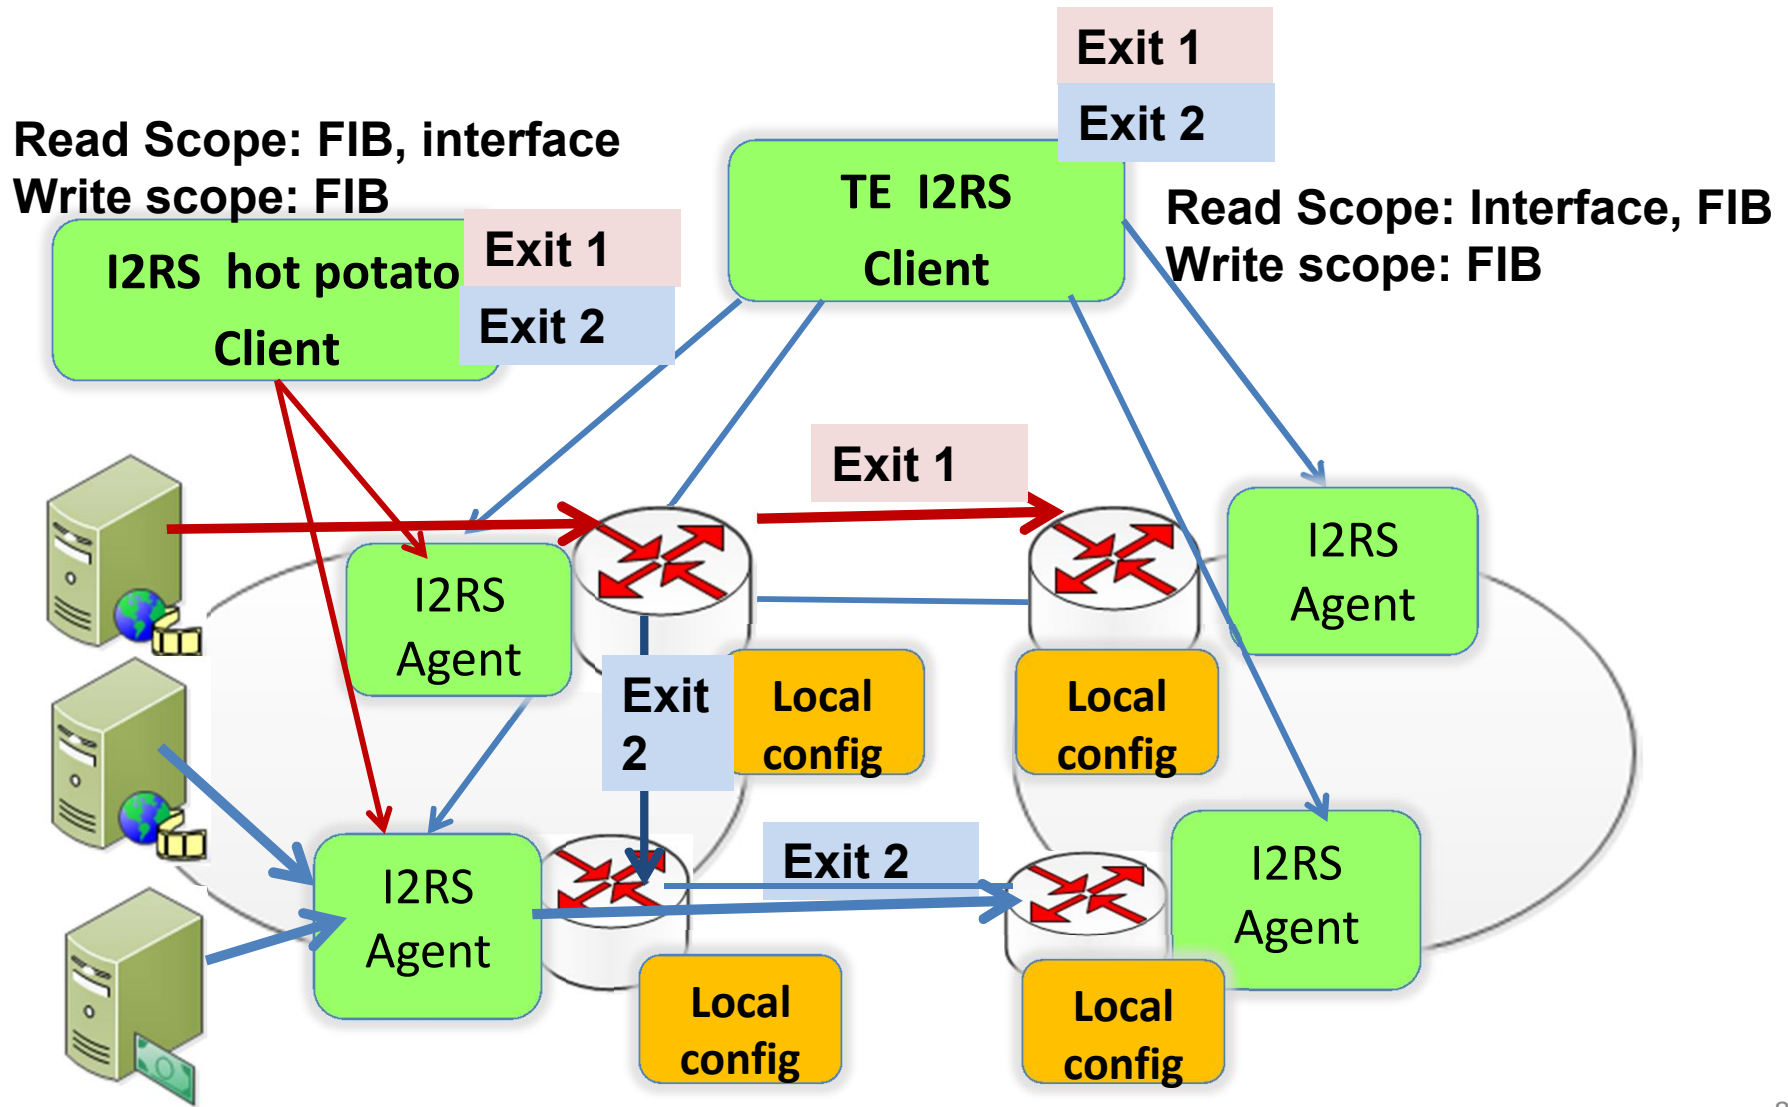 Exit 1
Exit 2
Read Scope: FIB, interface
Write scope: FIB
TE I2RS
Client
Read Scope: Interface, FIB
Write scope: FIB
I2RS hot potato
Client
Exit 1
Exit 2
Exit 1
I2RS
Agent
I2RS
Agent
Exit
2
Local
config
Local
config
I2RS
Agent
Exit 2
I2RS
Agent
Local
config
Local
config